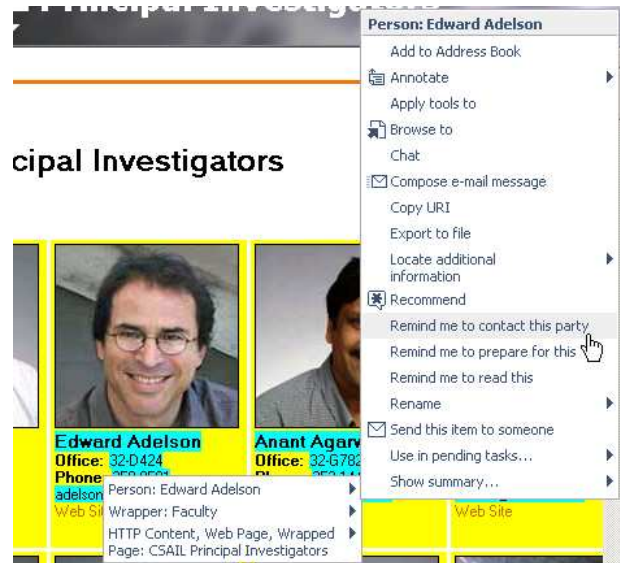 Principal Investigators
Person: Edward Adelson
Add to Address Book
Annotate
Apply tools to
Browse to
Chat
Compose e-mail message
Copy URI
Export to file
Locate additional
information
Recommend
Remind me to contact this party
Remind me to prepare for this
Remind me to read this
Rename
Send this item to someone
Use in pending tasks...
Show summary...
cipal Investigators
Edward Adelson
Office: 32-D424
Phone
adelson
Web Si
Anant Agarw
Office: 32-G782
Web Site
Person: Edward Adelson
Wrapper: Faculty
HTTP Content, Web Page, Wrapped
Page: CSAIL Principal Investigators